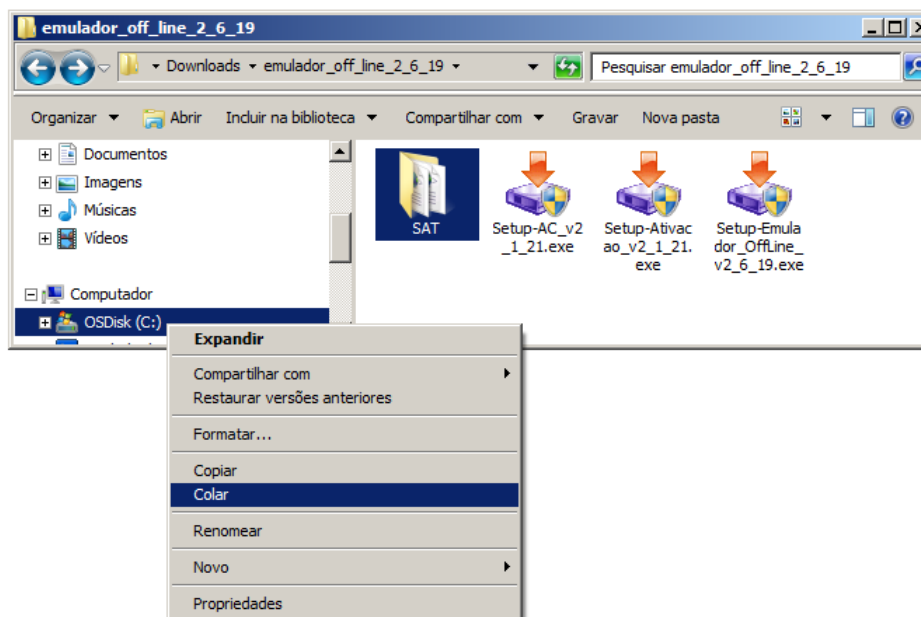 emulador_off_line_2_6_19
Downloads emulador_off_line_2_6_19
Pesquisar emulador_off_line_2_6_19
Organizar Abrir Incluir na biblioteca Compartilhar com Gravar Nova pasta
Documentos
Imagens
Músicas
Vídeos
Computador
OSDisk (C:)
SAT
Setup-AC_v2
_1_21.exe
Setup-Ativac
ao_v2_1_21.
exe
Setup-Emula
dor_OffLine_
v2_6_19.exe
Expandir
Compartilhar com
Restaurar versões anteriores
Formatar...
Copiar
Colar
Renomear
Novo
Propriedades